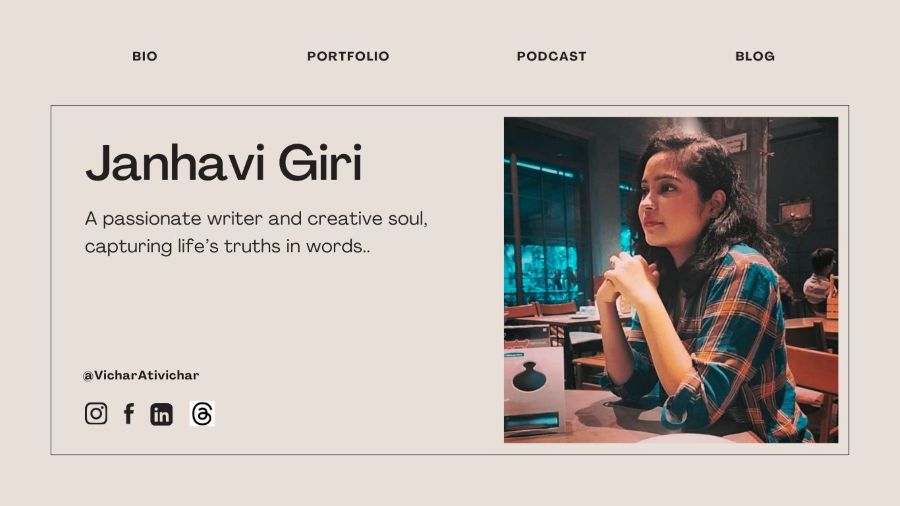 BIO
PORTFOLIO
PODCAST
BLOG
Janhavi Giri
A passionate writer and creative soul,
capturing life's truths in words..
@VicharAtivichar